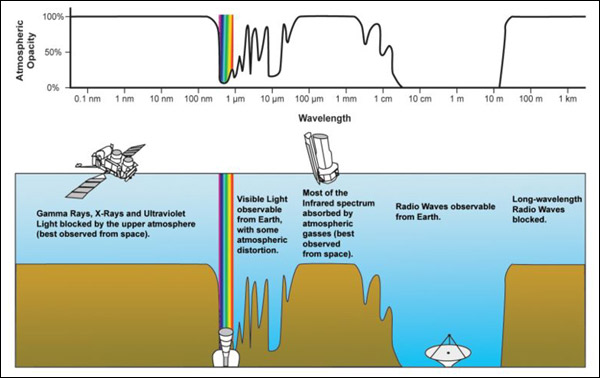 Atmospheric
Opacity
100%
50%
0%
0.1 nm 1 nm 10 nm 100 nm 1 µm 10 µm 100 µm 1 mm 1 cm 10 cm 1 m 10 m 100 m 1 km
Wavelength
Gamma Rays, X-Rays and Ultraviolet
Light blocked by the upper atmosphere
(best observed from space).
Visible Light
observable
from Earth,
with some
atmospheric
distortion.
Most of the
Infrared spectrum
absorbed by
atmospheric
gasses (best
observed
from space).
Radio Waves observable
from Earth.
Long-wavelength
Radio Waves
blocked.